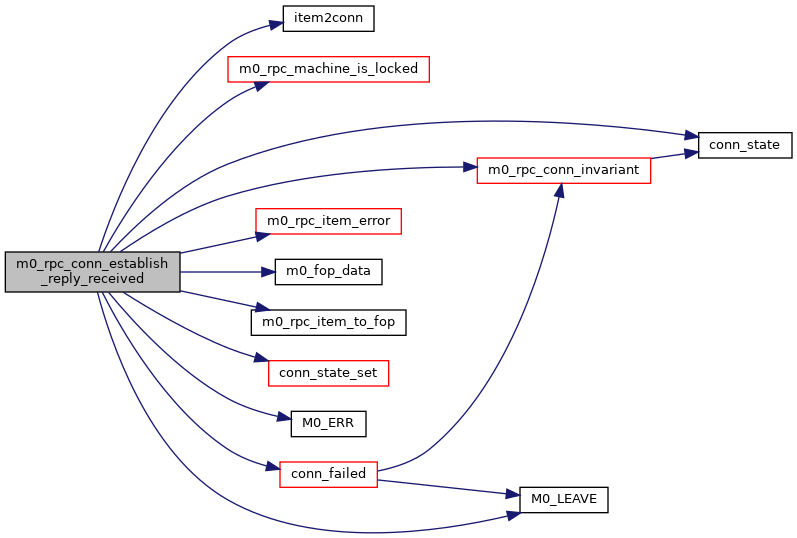 item2conn
m0_rpc_machine_is_locked
conn_state
m0_rpc_conn_invariant
m0_rpc_item_error
m0_rpc_conn_establish
_reply_received
m0_fop_data
m0_rpc_item_to_fop
conn_state_set
M0_ERR
conn_failed
M0_LEAVE